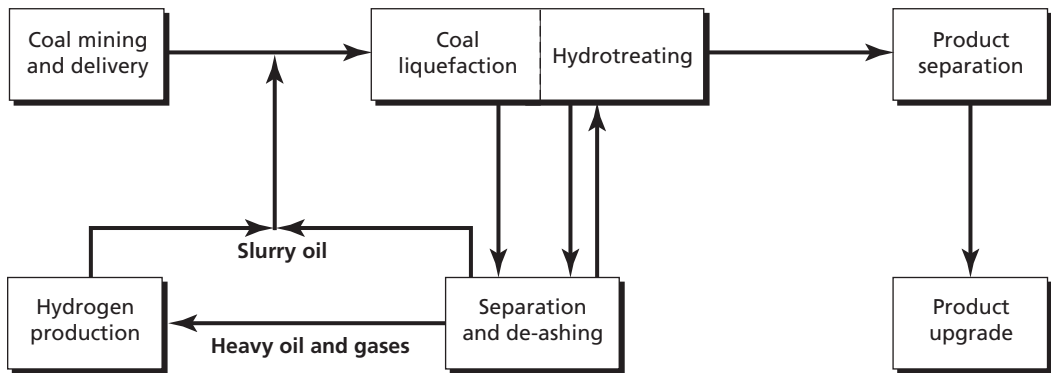 Coal mining
and delivery
Coal
liquefaction
Hydrotreating
Product
separation
Slurry oil
Hydrogen
production
Heavy oil and gases
Separation
and de-ashing
Product
upgrade